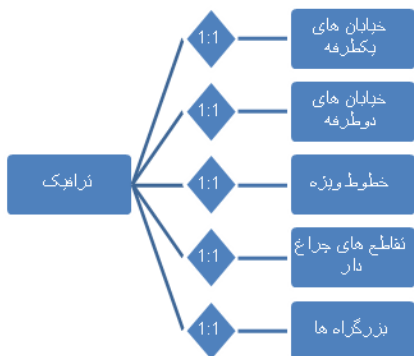 1:1
خیابان های
یکطرفه
1:1
خیابان های
دوطرفه
ترافیک
1:1
خطوط ویژه
1:1
تقاطع های چراغ
دار
1:1
بزرگراه ها